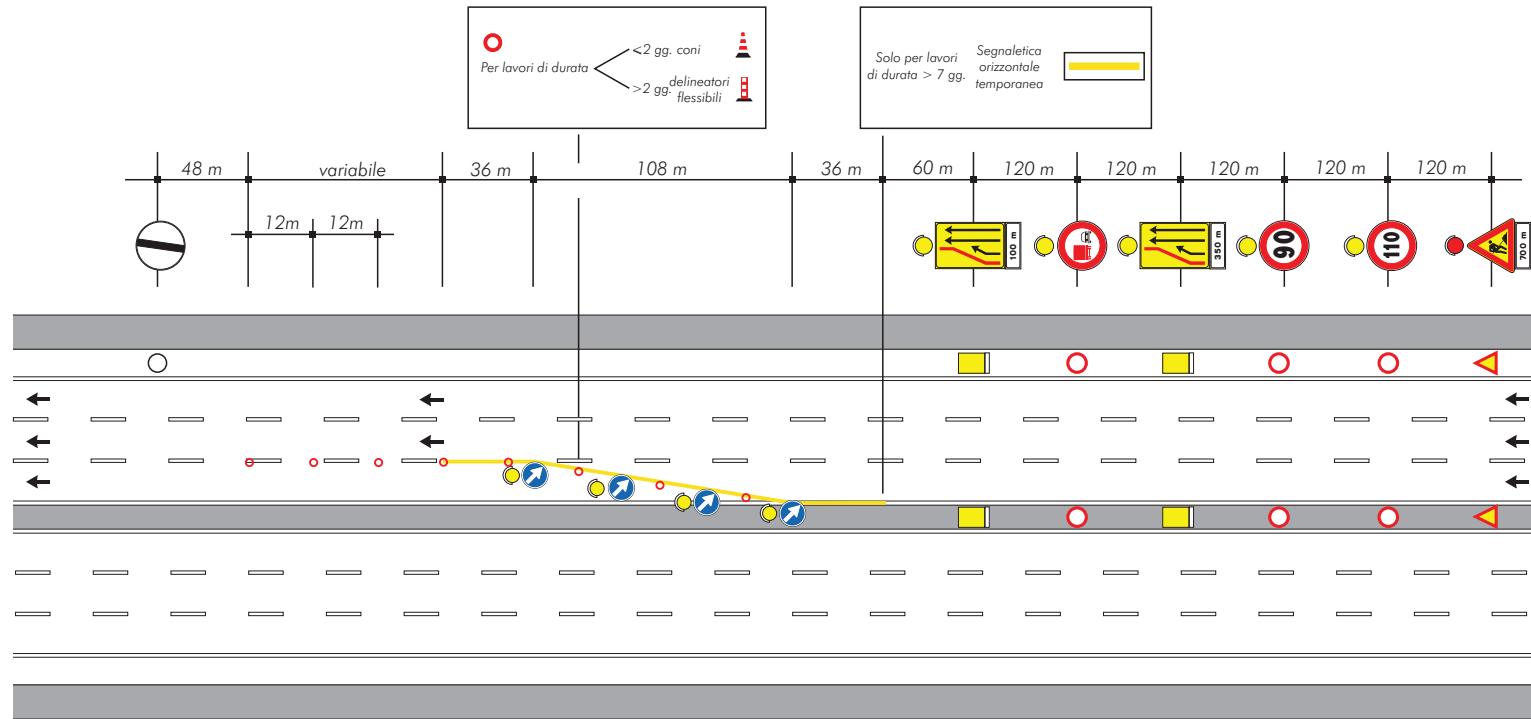 Per lavori di durata
<2 gg. coni
>2 gg. delineatori
flessibili
Solo per lavori
di durata > 7 gg.
Segnaletica
orizzontale
temporanea
48 m
variabile
36 m
108 m
36 m
60 m
120 m
120 m
120 m
120 m
120 m
12m
12m
100 m
350 m
90
110
700 m